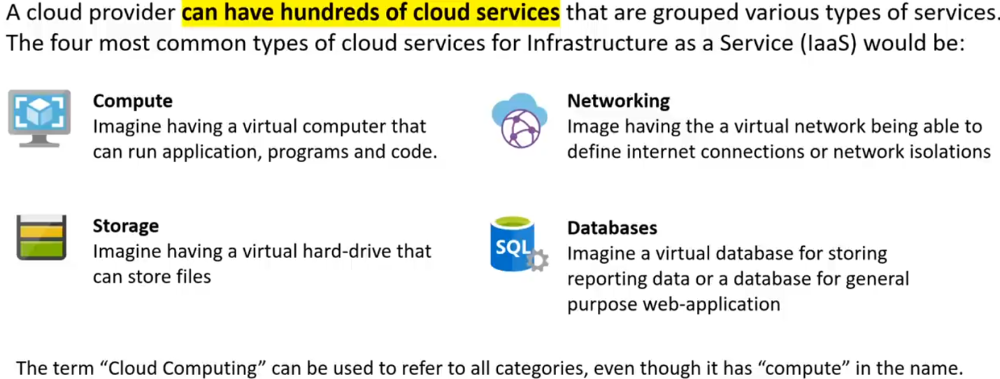 A cloud provider can have hundreds of cloud services that are grouped various types of services.
The four most common types of cloud services for Infrastructure as a Service (IaaS) would be:
Compute
Imagine having a virtual computer that
can run application, programs and code.
Networking
Image having the a virtual network being able to
define internet connections or network isolations
Storage
Imagine having a virtual hard-drive that
can store files
SQL
Databases
Imagine a virtual database for storing
reporting data or a database for general
purpose web-application
The term “Cloud Computing” can be used to refer to all categories, even though it has “compute” in the name.